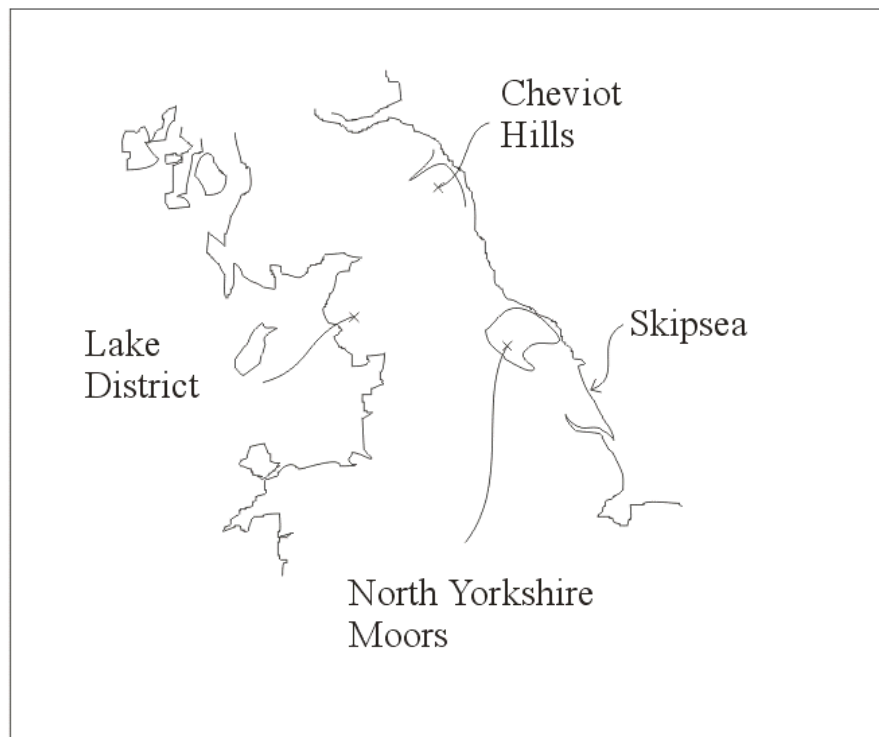 Cheviot
Hills
Skipsea
Lake
District
North Yorkshire
Moors